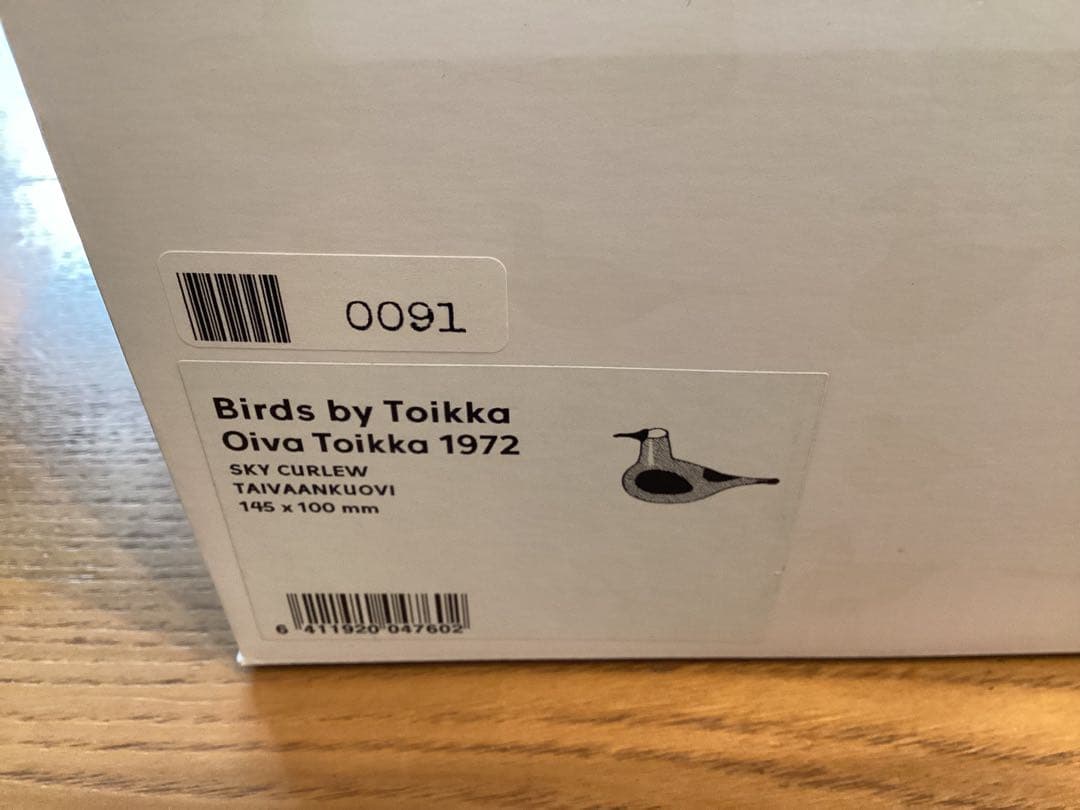 0091
Birds by Toikka
Oiva Toikka 1972
SKY CURLEW
TAIVAANKUOVI
145 x 100 mm
6 411920 047602